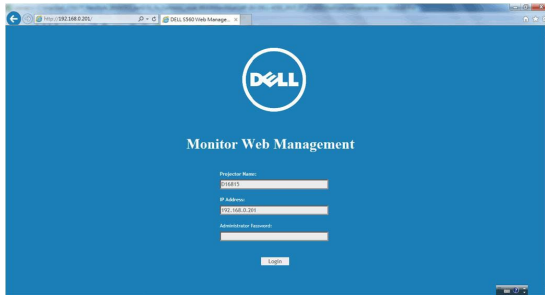 http://192.168.0.201/
DELL S560 Web Manage...
DELL
Monitor Web Management
Projector Name:
D16815
IP Address:
192.168.0.201
Administrator Password:
Login